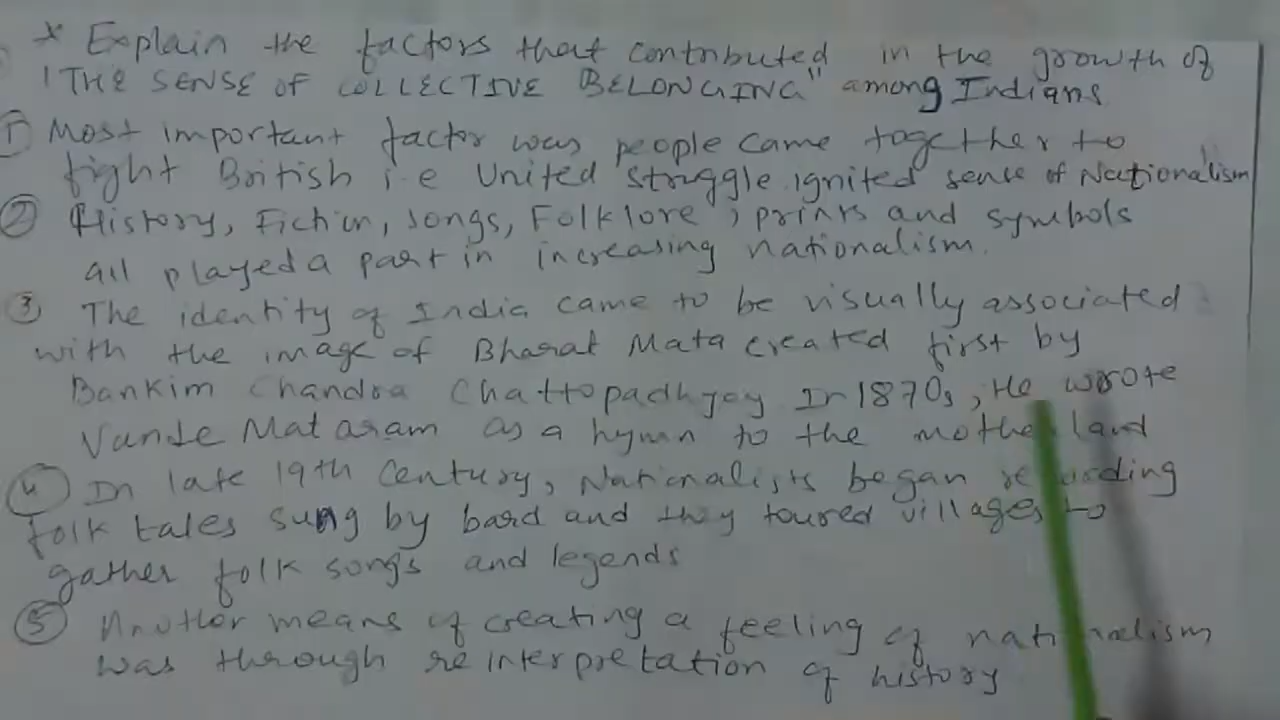 * Explain the factors that contributed in the growth of
"THE SENSE OF COLLECTIVE BELONGING" among Indians
1) Most important factor was people came together to
fight British i.e United struggle ignited sense of Nationalism
2 History, Fiction, songs, Folklore, prints and symbols
all played a part in increasing nationalism.
3 The identity of India came to be visually associated
with the image of Bharat Mata created first by
Bankim Chandra Chattopadhyay In 1870s, He wrote
Vande Mataram as a hymn to the motherland
4 In late 19th Century, Nationalists began recording
folk tales sung by bard and they toured villages to
gather folk songs and legends
5 Another means of creating a feeling of nationalism
was through reinterpretation of history